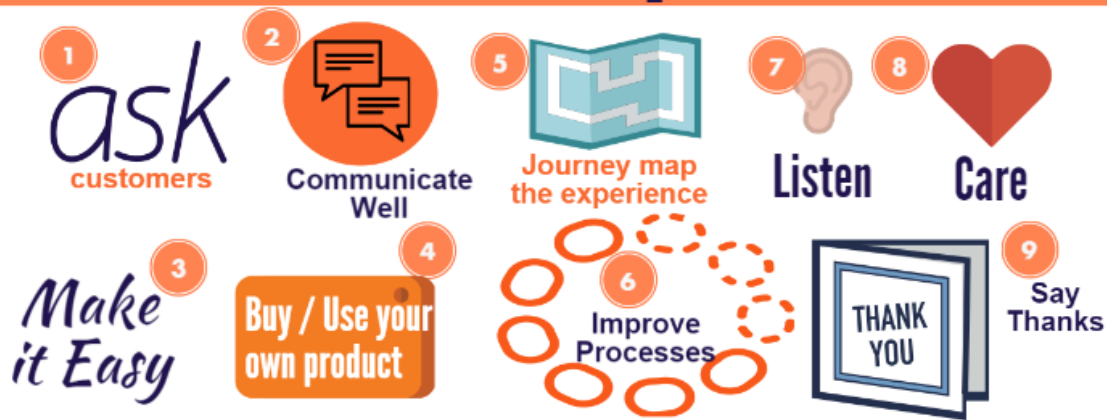 1
ask
customers
2
Communicate
Well
3
Make
it Easy
4
Buy / Use your
own product
5
Journey map
the experience
6
Improve
Processes
7
Listen
8
Care
9
Say
Thanks
THANK
YOU